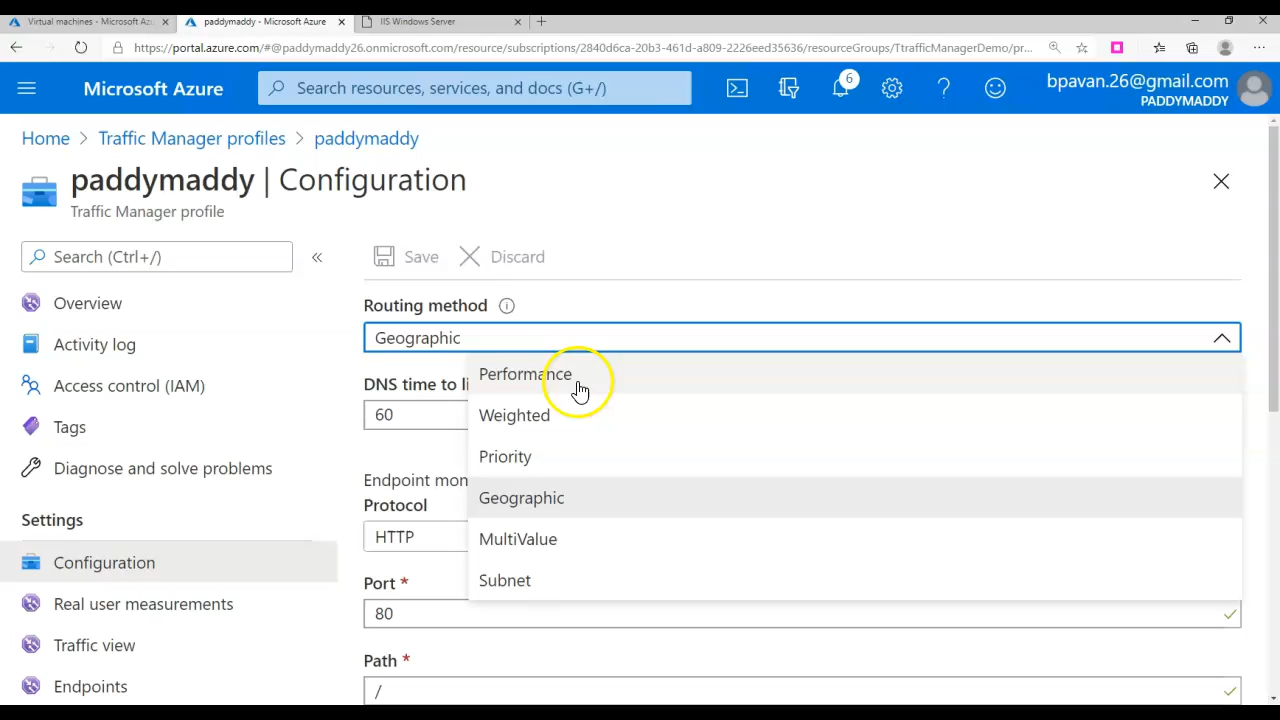 Virtual machines - Microsoft Az
paddymaddy - Microsoft Azure
IIS Windows Server
https://portal.azure.com/#@paddymaddy26.onmicrosoft.com/resource/subscriptions/2840d6ca-20b3-461d-a809-2226eed35636/resourceGroups/TtrafficManagerDemo/pr...
Microsoft Azure
Search resources, services, and docs (G+/)
6
bpavan.26@gmail.com
PADDYMADDY
Home > Traffic Manager profiles > paddymaddy
paddymaddy | Configuration
Traffic Manager profile
Search (Ctrl+/)
«
Save
Discard
Overview
Activity log
Access control (IAM)
Tags
Diagnose and solve problems
Settings
Configuration
Real user measurements
Traffic view
Endpoints
Routing method
Geographic
Performance
Weighted
Priority
Geographic
MultiValue
Subnet
DNS time to li
60
Endpoint mon
Protocol
HTTP
Port *
80
Path *
/